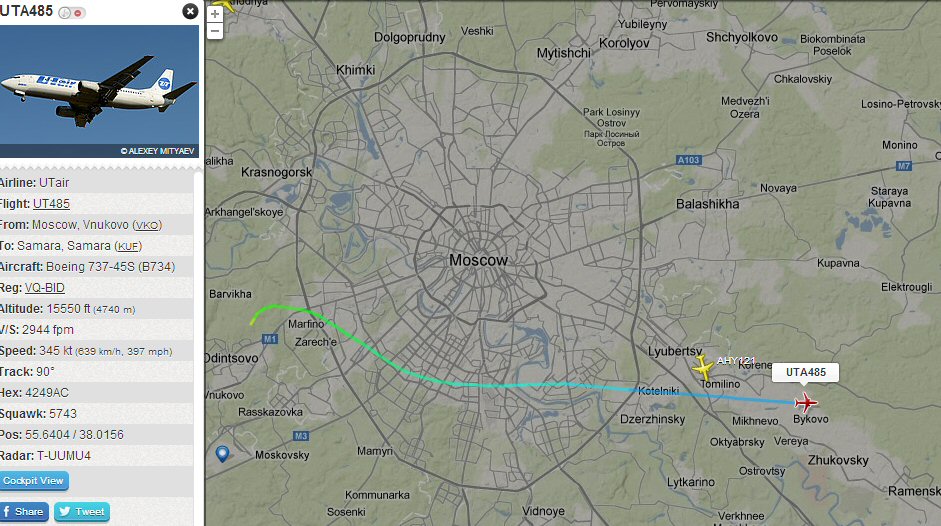 UTA485
UTair
© ALEXEY MITYAEV
Airline: UTair
Flight: UT485
From: Moscow, Vnukovo (VKO)
To: Samara, Samara (KUF)
Aircraft: Boeing 737-45S (B734)
Reg: VQ-BID
Altitude: 15550 ft (4740 m)
V/S: 2944 fpm
Speed: 345 kt (639 km/h, 397 mph)
Track: 90°
Hex: 4249AC
Squawk: 5743
Pos: 55.6404 / 38.0156
Radar: T-UUMU4
Cockpit View
Share
Tweet
+
−
Pervomayskiy
Yubileyny
Dolgoprudny
Veshki
Shchyolkovo
Biokombinata
Poselok
Korolyov
Mytishchi
Khimki
Chkalovskiy
Medvezh'i
Ozera
Losino-Petrovsky
Park Losinyy
Ostrov
Парк Лосиный
Остров
Monino
A103
M7
Krasnogorsk
Novaya
Staraya
Kupavna
Balashikha
Arkhangel'skoye
Moscow
Kupavna
Elektrougli
Barvikha
Marfino
M1
Zarech'e
Odintsovo
Lyubertsy
AHY121
Korene
UTA485
Tomilino
Kotelniki
Vnukovo
Rasskazovka
Dzerzhinsky
Mikhnevo
Bykovo
M3
Oktyabrsky
Vereya
Moskovsky
Mamyri
Zhukovsky
Ostrovtsy
Lytkarino
Ramensk
Kommunarka
Sosenki
Vidnoye
Verkhnee